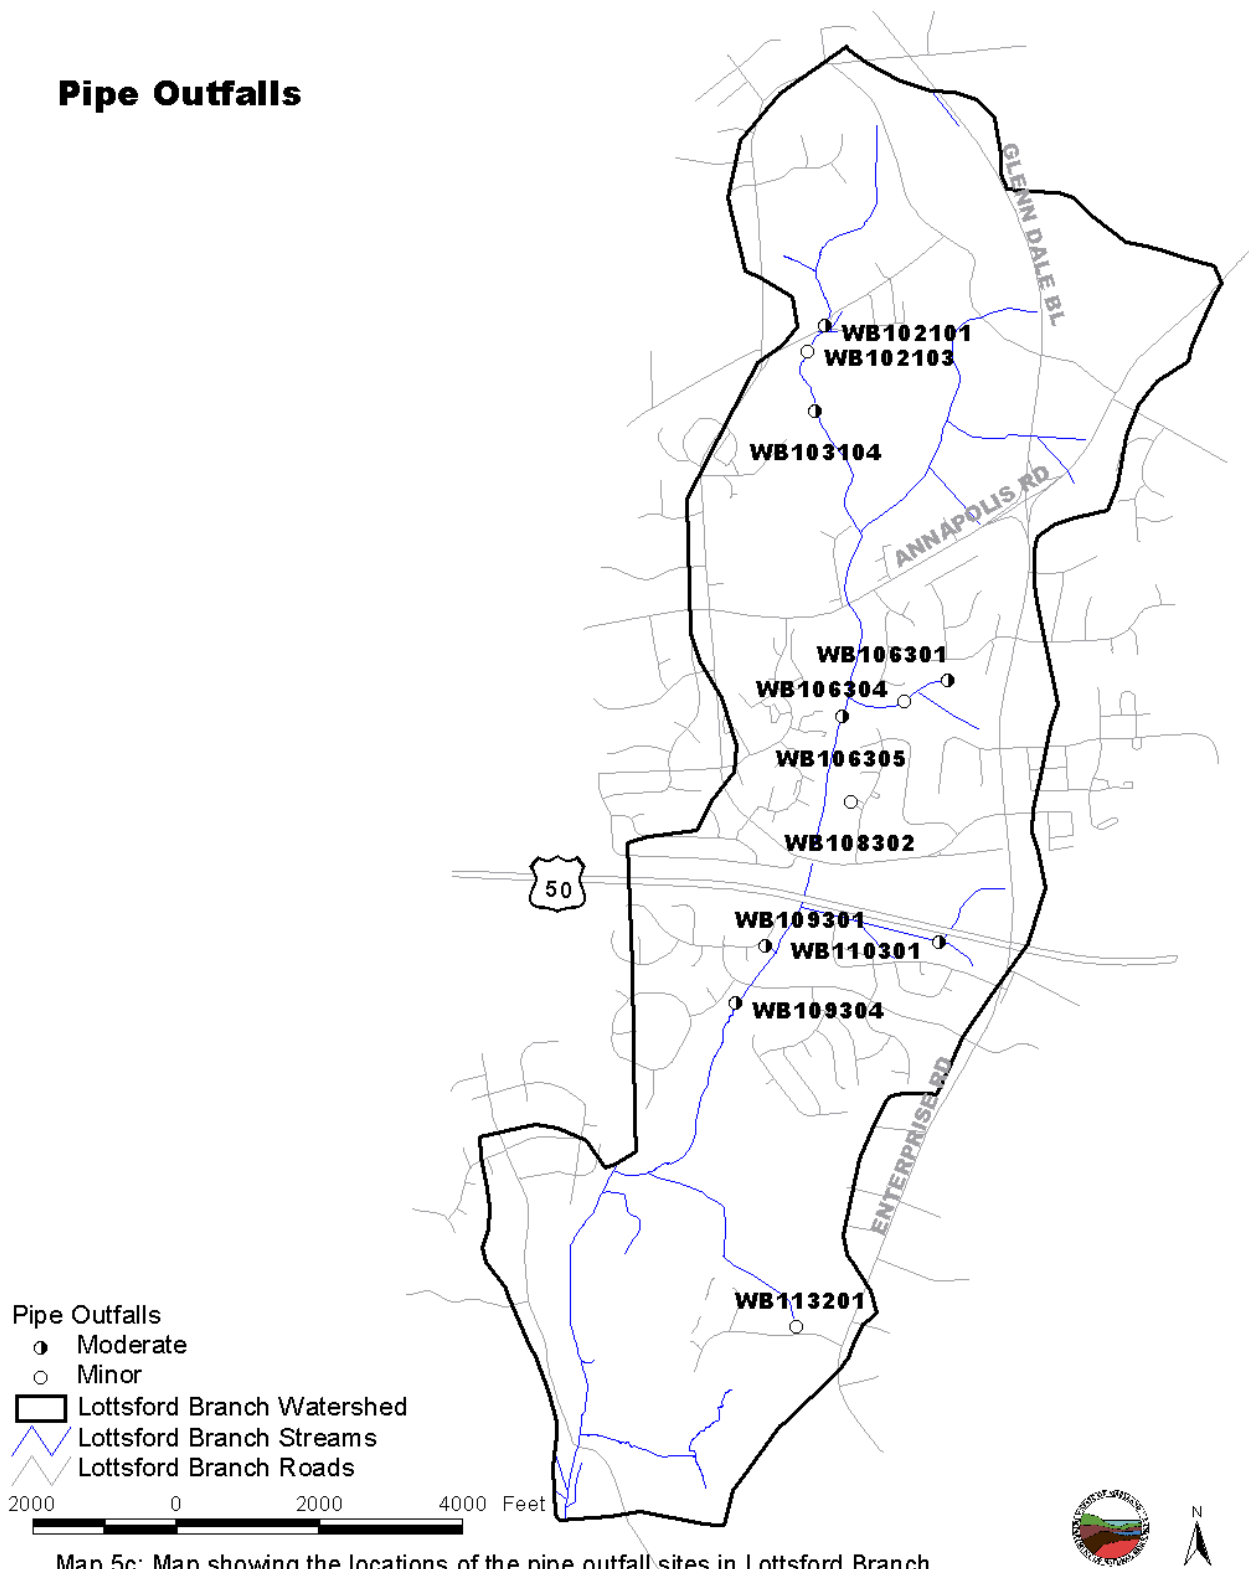 Pipe Outfalls
GLENN DALE BL
WB102101
WB102103
WB103104
ANNAPOLIS RD
WB106301
WB106304
WB106305
WB108302
50
WB109301
WB110301
WB109304
ENTERPRISE RD
WB113201
Pipe Outfalls
Moderate
Minor
Lottsford Branch Watershed
Lottsford Branch Streams
Lottsford Branch Roads
2000 0 2000 4000 Feet
N
Map 5c: Map showing the locations of the pipe outfall sites in Lottsford Branch